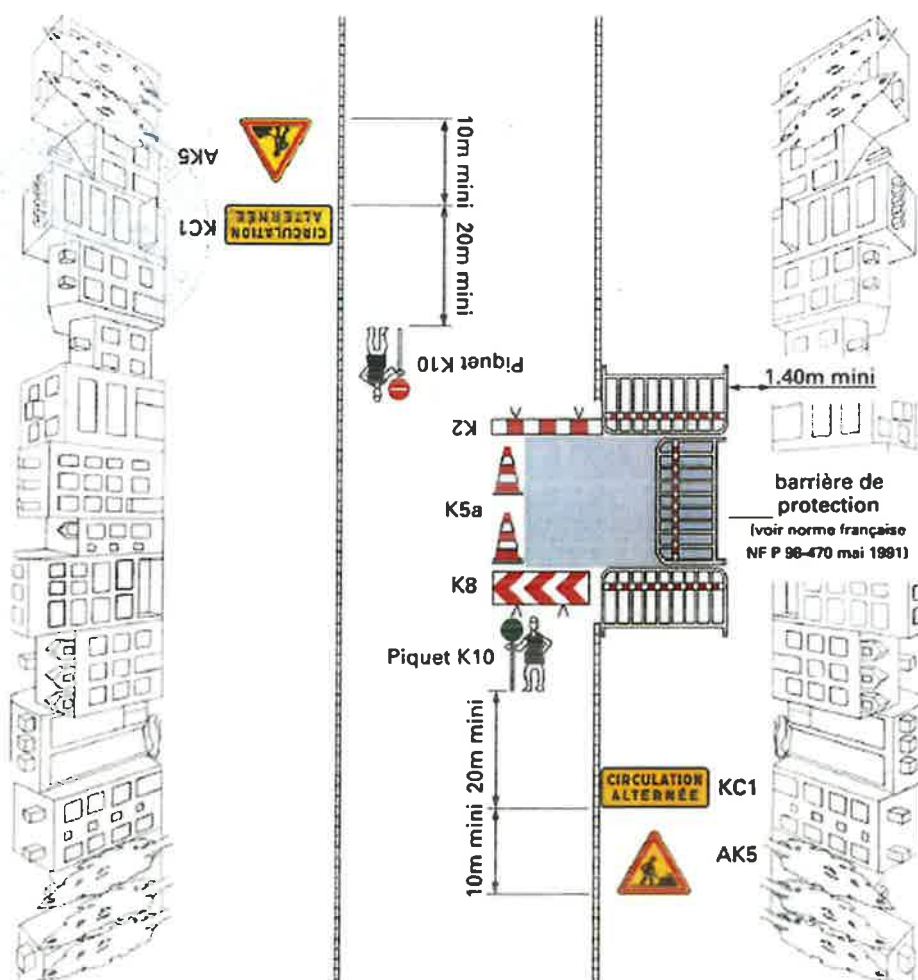 10m mini
AK5
KC1
CIRCULATION
ALTERNÉE
20m mini
Piquet K10
1.40m mini
K2
K5a
barrière de
protection
(voir norme française
NF P 98-470 mai 1991)
K8
Piquet K10
20m mini
CIRCULATION
ALTERNÉE
KC1
10m mini
AK5